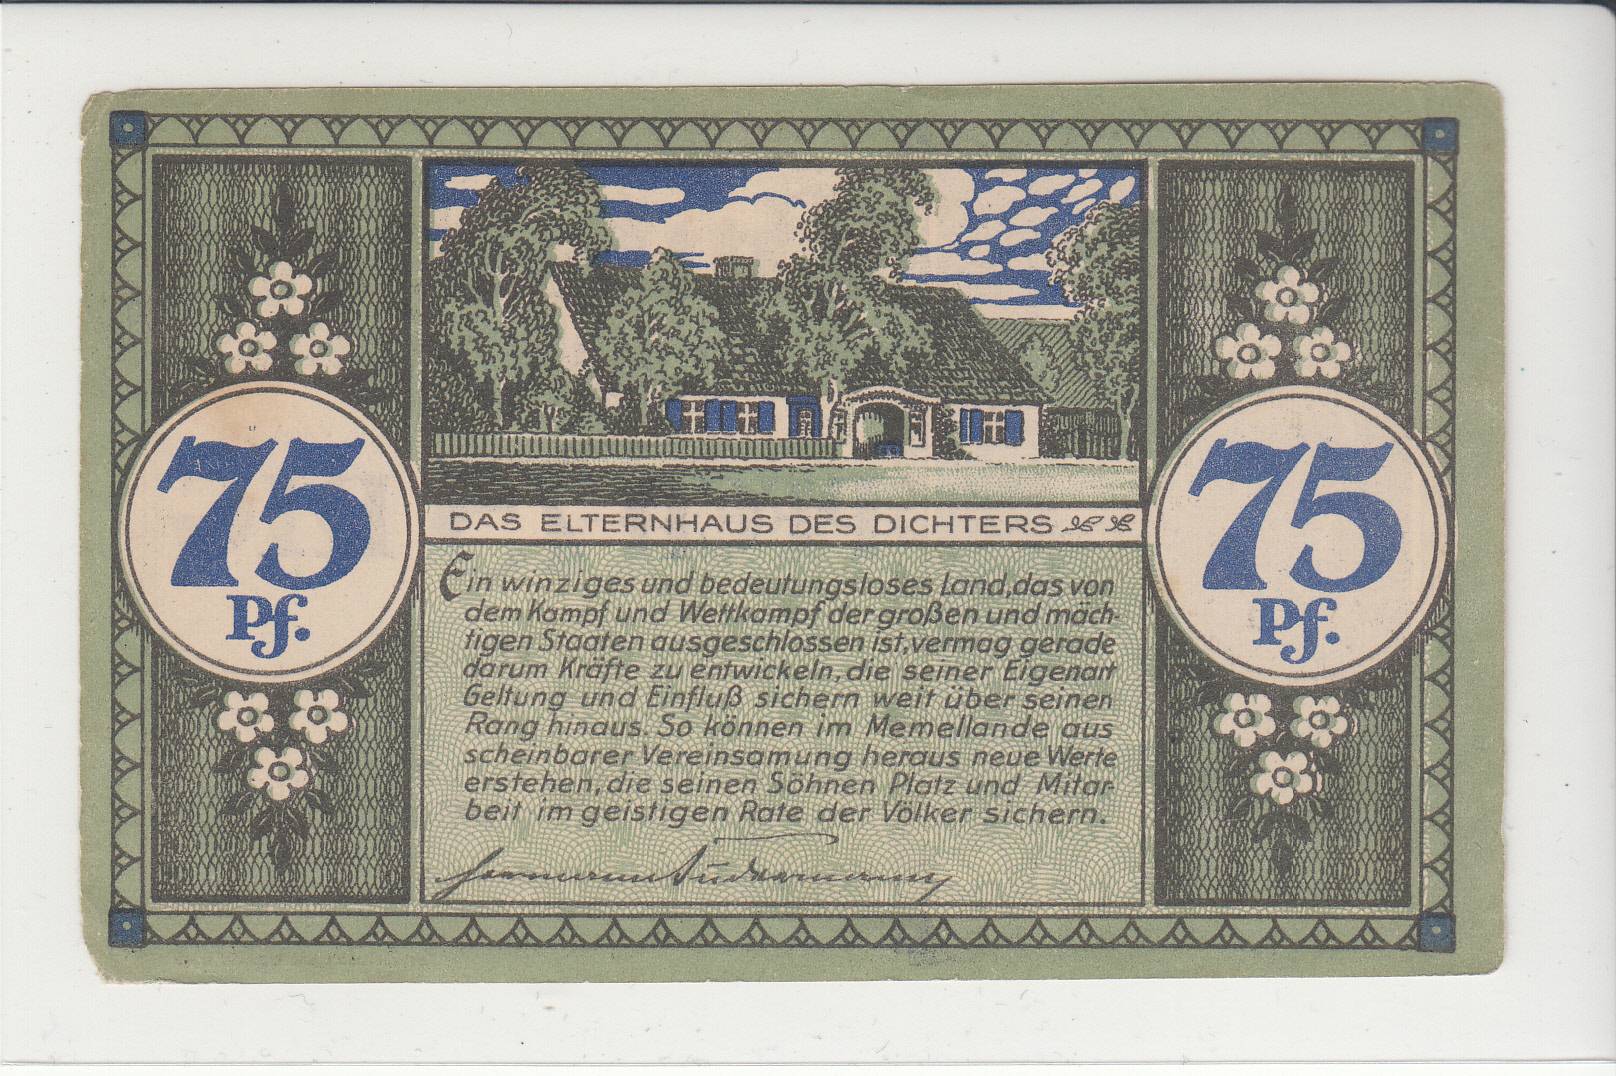 75
Pf.
75
Pf.
DAS ELTERNHAUS DES DICHTERS
Ein winziges und bedeutungsloses Land, das von
dem Kampf und Wettkampf der großen und mäch-
tigen Staaten ausgeschlossen ist, vermag gerade
darum Kräfte zu entwickeln, die seiner Eigenart
Geltung und Einfluß sichern weit über seinen
Rang hinaus. So können im Memellande aus
scheinbarer Vereinsamung heraus neue Werte
erstehen, die seinen Söhnen Platz und Mitar-
beit im geistigen Rate der Völker sichern.
Hermann Sudermann